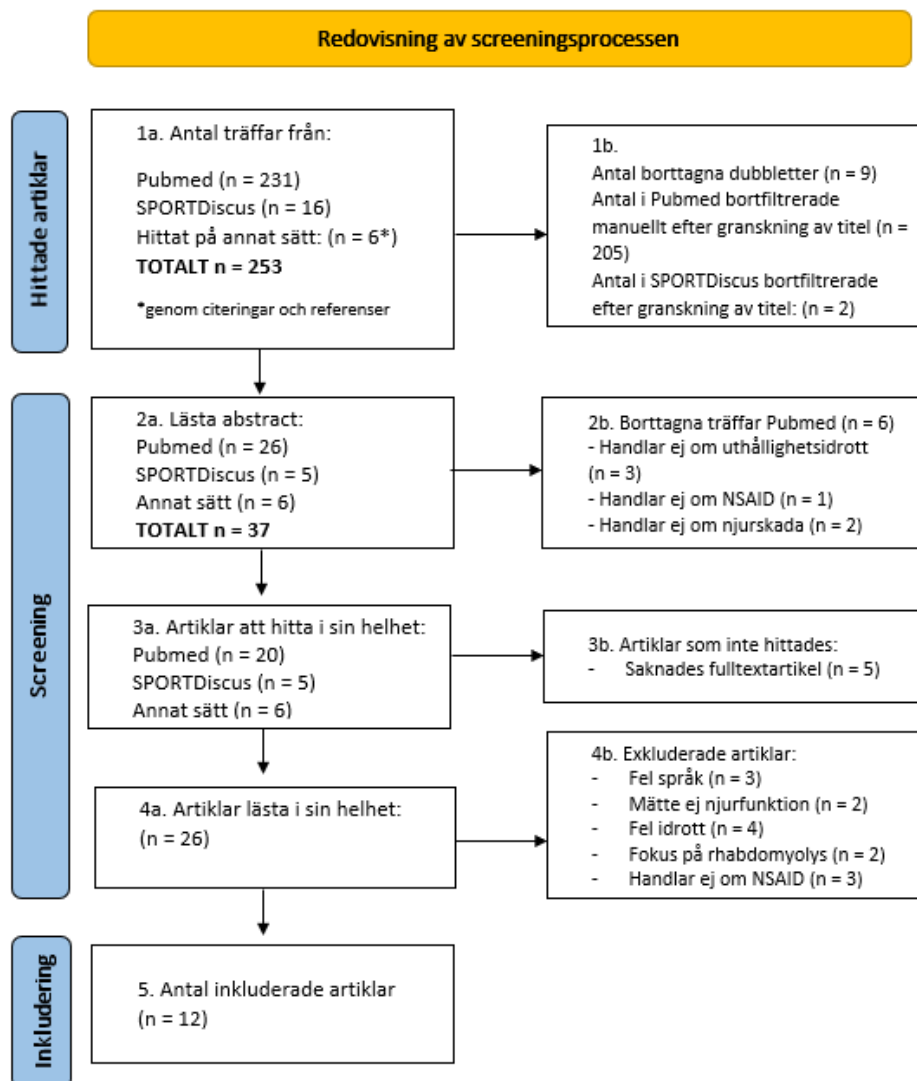 Redovisning av screeningsprocessen
Hittade artiklar
1a. Antal träffar från:
Pubmed (n = 231)
SPORTDiscus (n = 16)
Hittat på annat sätt: (n = 6*)
TOTALT n = 253
*genom citeringar och referenser
1b.
Antal borttagna dubbletter (n = 9)
Antal i Pubmed bortfiltrerade
manuellt efter granskning av titel (n =
205)
Antal i SPORTDiscus bortfiltrerade
efter granskning av titel: (n = 2)
Screening
2a. Lästa abstract:
Pubmed (n = 26)
SPORTDiscus (n = 5)
Annat sätt (n = 6)
TOTALT n = 37
2b. Borttagna träffar Pubmed (n = 6)
- Handlar ej om uthållighetsidrott
(n = 3)
- Handlar ej om NSAID (n = 1)
- Handlar ej om njurskada (n = 2)
3a. Artiklar att hitta i sin helhet:
Pubmed (n = 20)
SPORTDiscus (n = 5)
Annat sätt (n = 6)
3b. Artiklar som inte hittades:
- Saknades fulltextartikel (n = 5)
4a. Artiklar lästa i sin helhet:
(n = 26)
4b. Exkluderade artiklar:
- Fel språk (n = 3)
- Mätte ej njurfunktion (n = 2)
- Fel idrott (n = 4)
- Fokus på rhabdomyolys (n = 2)
- Handlar ej om NSAID (n = 3)
Inkludering
5. Antal inkluderade artiklar
(n = 12)